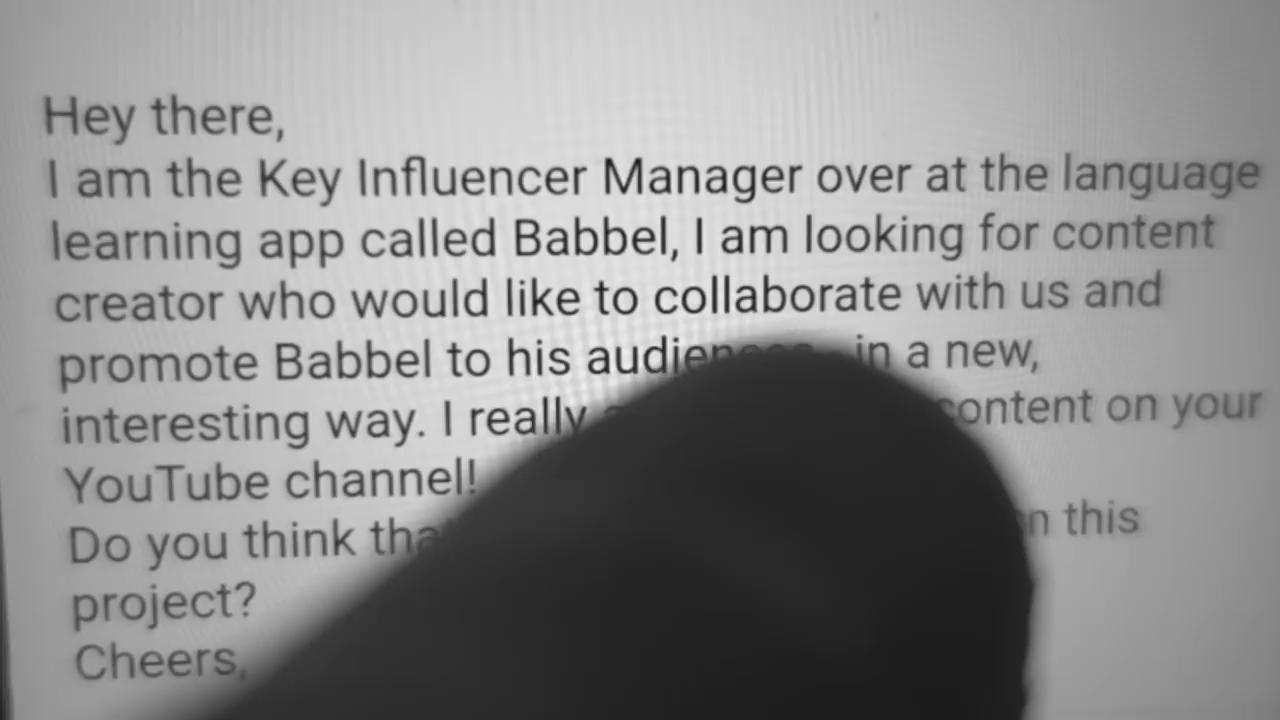 Hey there,
I am the Key Influencer Manager over at the language
learning app called Babbel, I am looking for content
creator who would like to collaborate with us and
promote Babbel to his in a new,
interesting way. I really content on your
YouTube channel!
Do you think this
project?
Cheers,